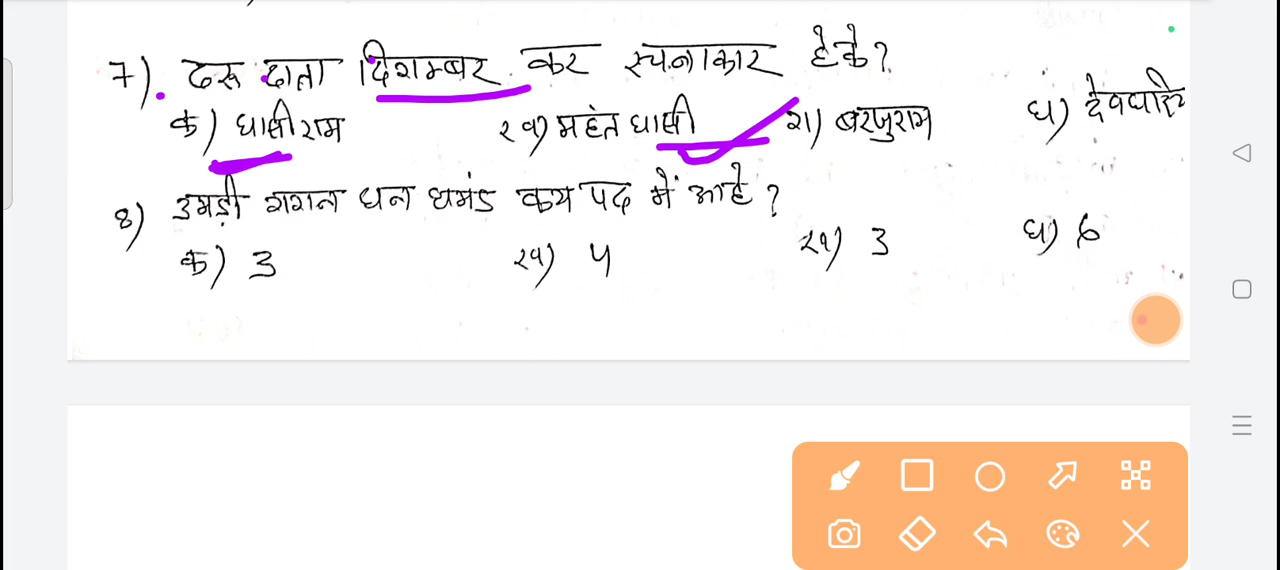 7). ढरू दाता दिगम्बर कर रचनाकार हेके?
क) घासीराम ख) महंत घासी ग) बरजुराम घ)
8) उमड़ी गगन घन घमंड कय पद में आहे?
क) 3 ख) 4 ग) 3 घ) 6